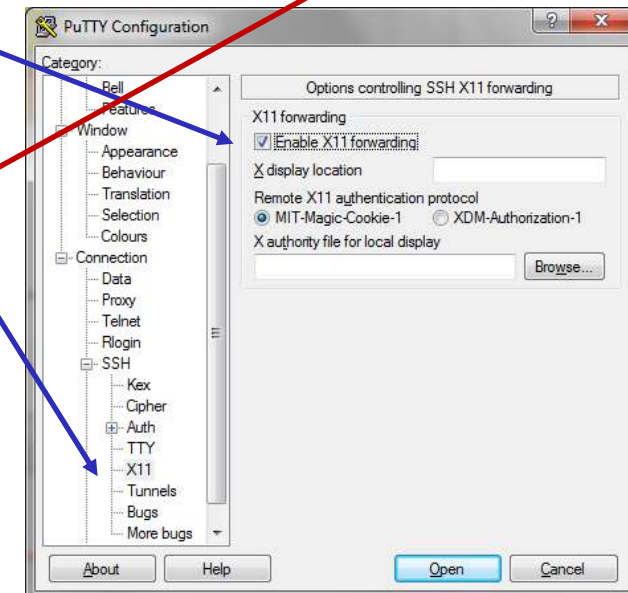 PuTTY Configuration
Category:
Bell
Features
Window
Appearance
Behaviour
Translation
Selection
Colours
Connection
Data
Proxy
Telnet
Rlogin
SSH
Kex
Cipher
Auth
TTY
X11
Tunnels
Bugs
More bugs
Options controlling SSH X11 forwarding
X11 forwarding
Enable X11 forwarding
X display location
Remote X11 authentication protocol
MIT-Magic-Cookie-1 XDM-Authorization-1
X authority file for local display
Browse...
About Help Open Cancel